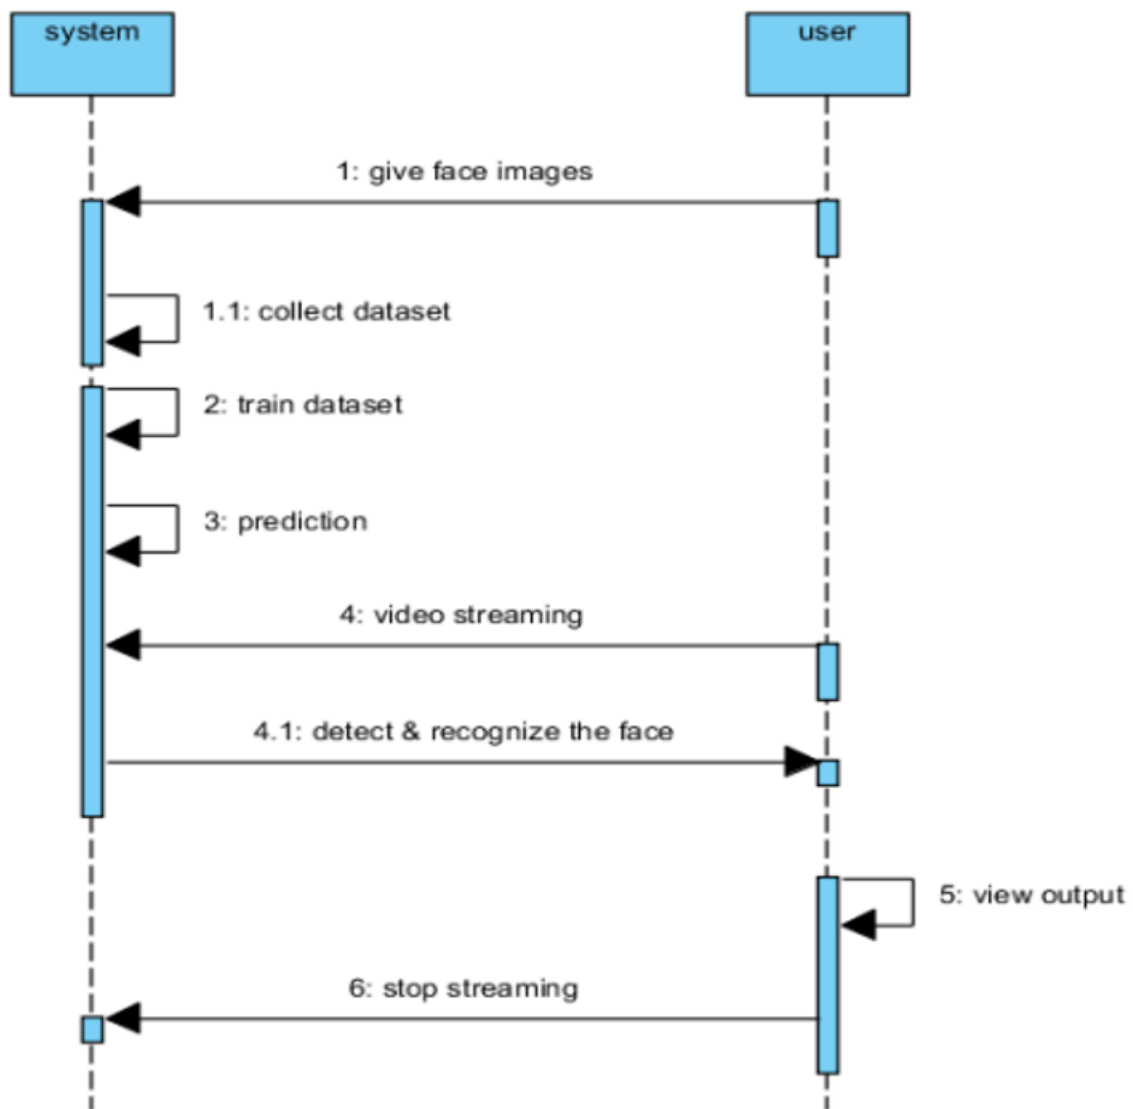 system
user
1: give face images
1.1: collect dataset
2: train dataset
3: prediction
4: video streaming
4.1: detect & recognize the face
5: view output
6: stop streaming